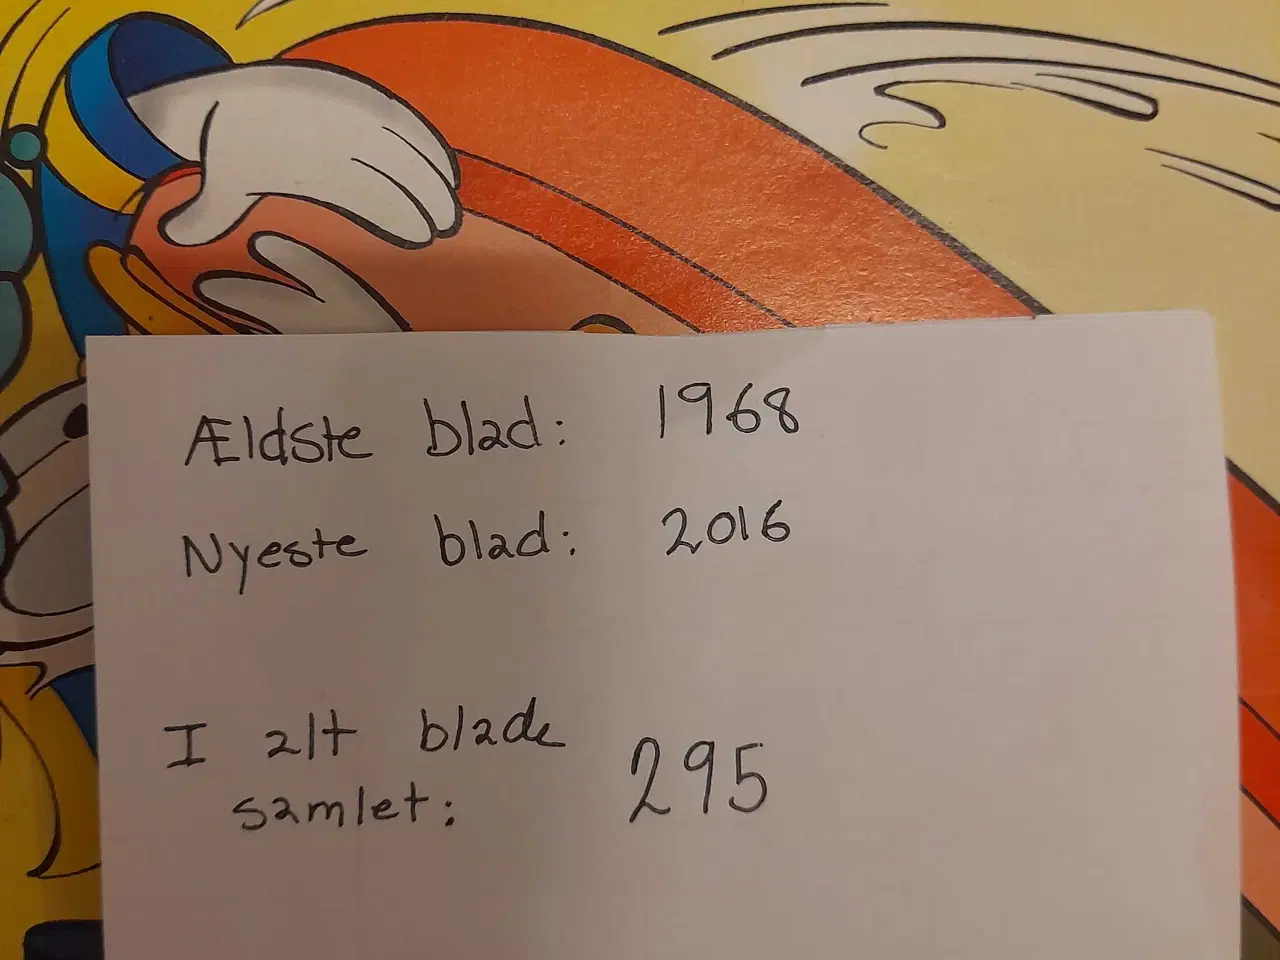 Ældste blad: 1968
Nyeste blad: 2016
I alt blade
samlet: 295